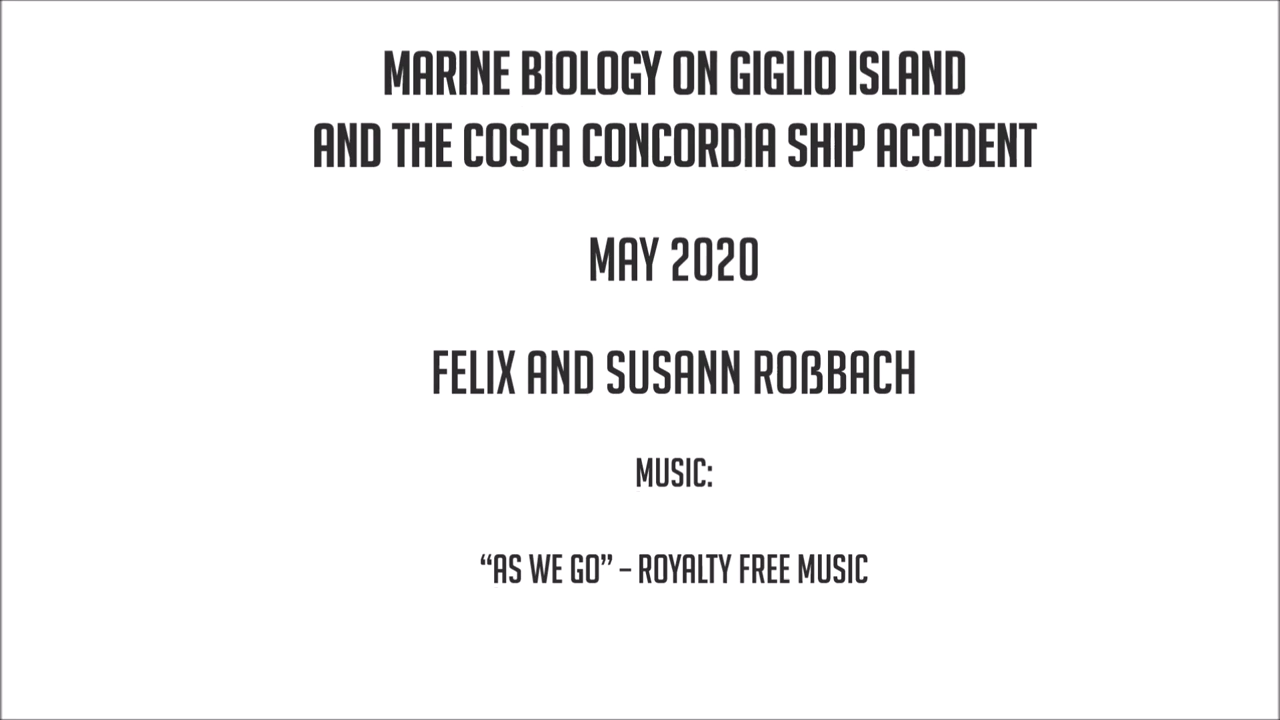 MARINE BIOLOGY ON GIGLIO ISLAND
AND THE COSTA CONCORDIA SHIP ACCIDENT
MAY 2020
FELIX AND SUSANN ROßBACH
MUSIC:
“AS WE GO” – ROYALTY FREE MUSIC